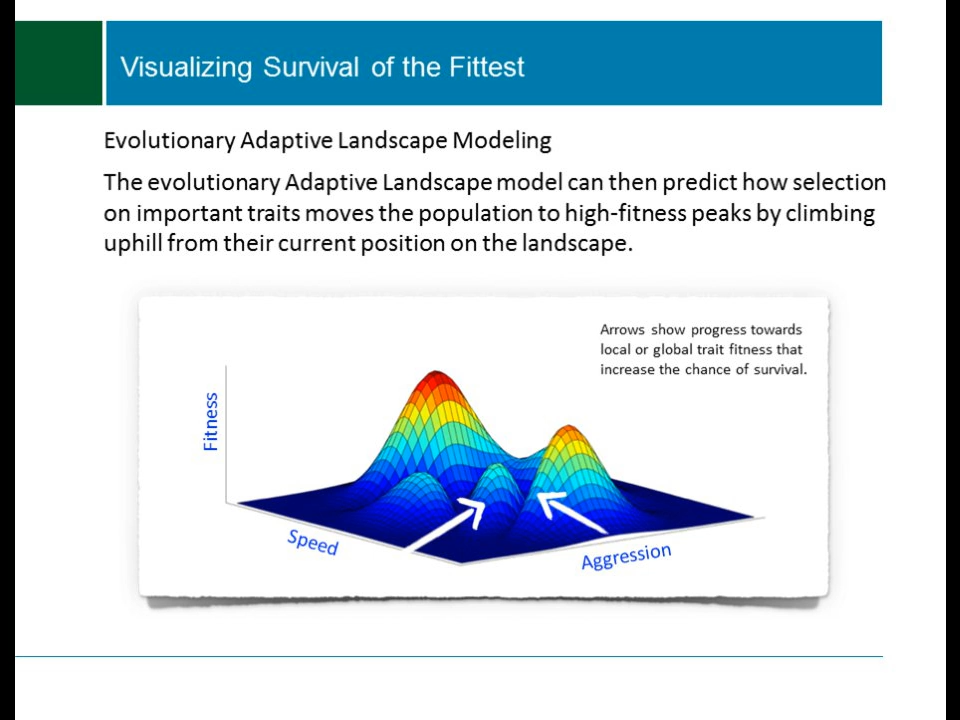 Visualizing Survival of the Fittest
Evolutionary Adaptive Landscape Modeling
The evolutionary Adaptive Landscape model can then predict how selection
on important traits moves the population to high-fitness peaks by climbing
uphill from their current position on the landscape.
Arrows show progress towards
local or global trait fitness that
increase the chance of survival.
Fitness
Speed
Aggression